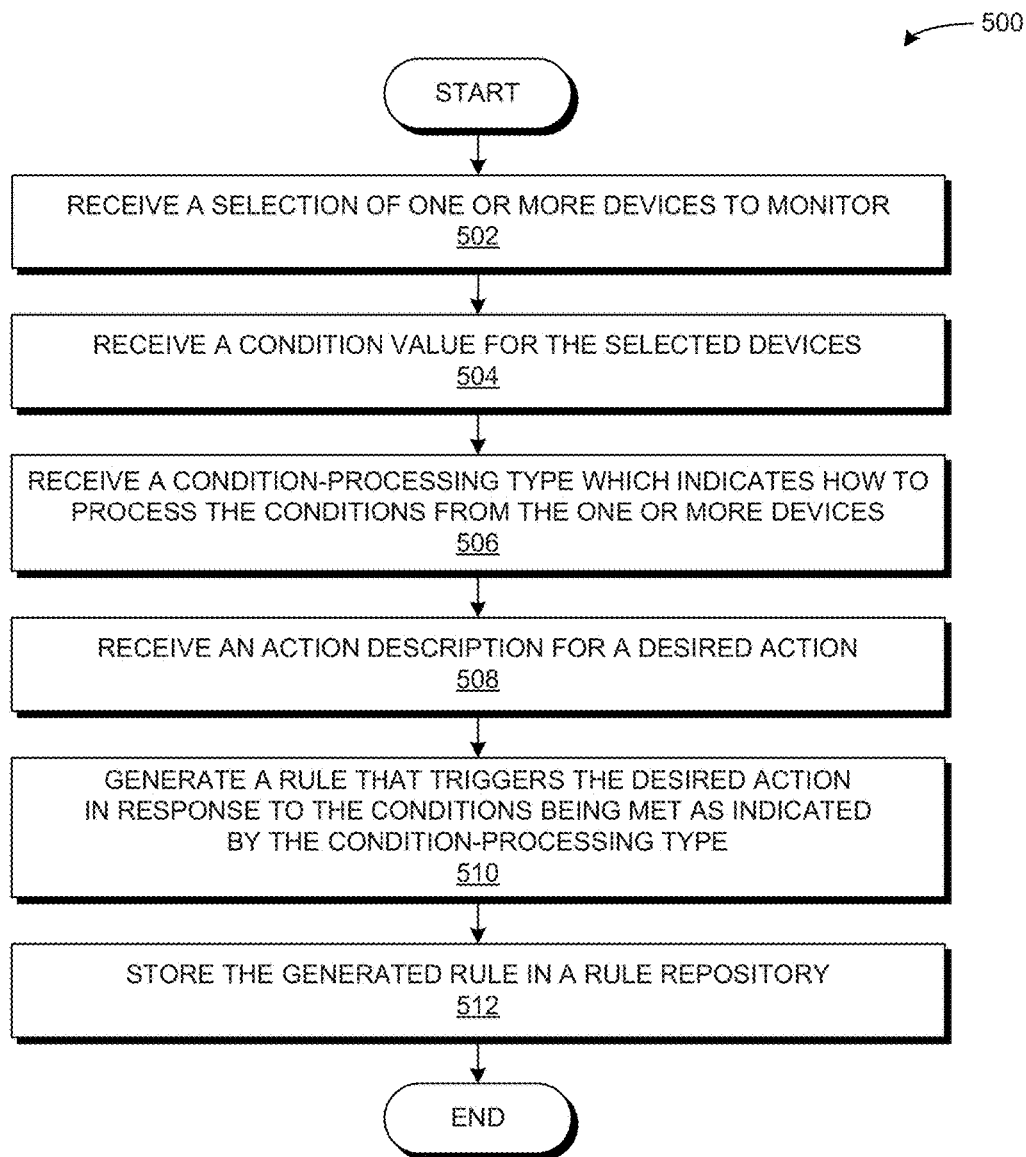 500
START
RECEIVE A SELECTION OF ONE OR MORE DEVICES TO MONITOR
502
RECEIVE A CONDITION VALUE FOR THE SELECTED DEVICES
504
RECEIVE A CONDITION-PROCESSING TYPE WHICH INDICATES HOW TO
PROCESS THE CONDITIONS FROM THE ONE OR MORE DEVICES
506
RECEIVE AN ACTION DESCRIPTION FOR A DESIRED ACTION
508
GENERATE A RULE THAT TRIGGERS THE DESIRED ACTION
IN RESPONSE TO THE CONDITIONS BEING MET AS INDICATED
BY THE CONDITION-PROCESSING TYPE
510
STORE THE GENERATED RULE IN A RULE REPOSITORY
512
END